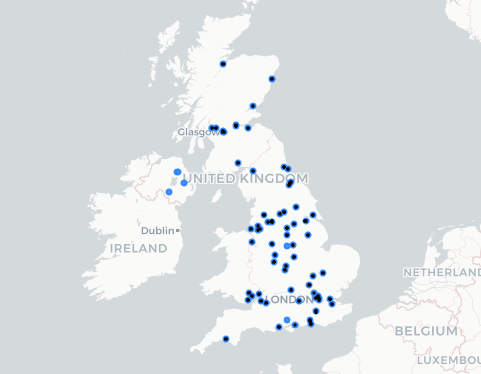 Glasgow
UNITED KINGDOM
Dublin
IRELAND
NETHERLAND
LONDON
BELGIUM
LUXEMBOU